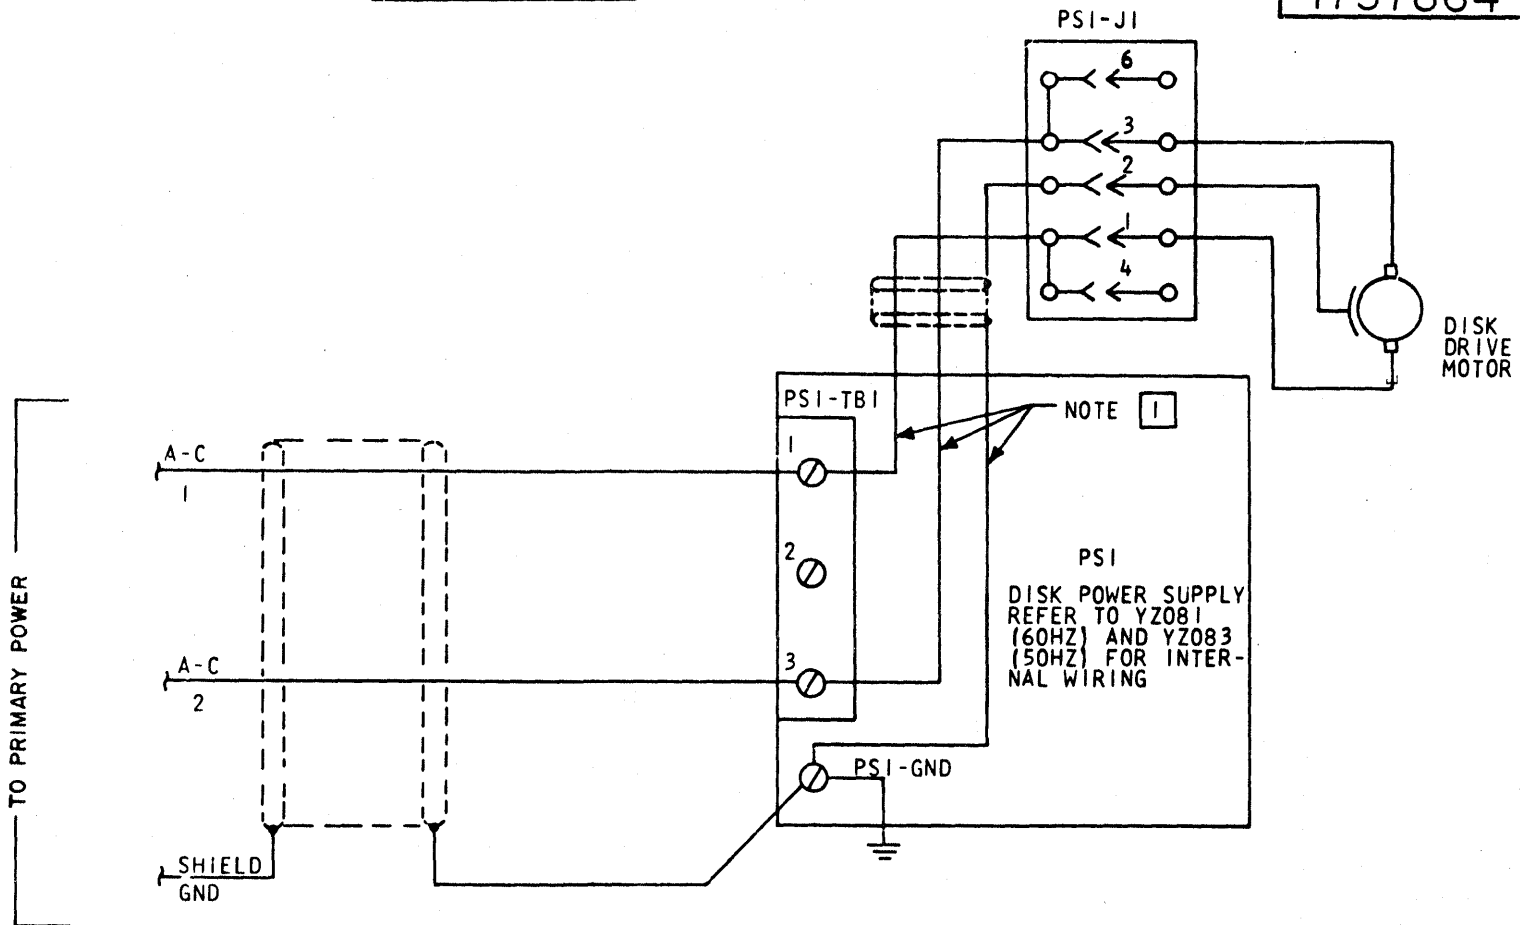 PS1-J1
6
3
2
1
4
DISK
DRIVE
MOTOR
PS1-TB1
NOTE 1
A-C
1
1
2
PS1
DISK POWER SUPPLY
REFER TO YZ081
(60HZ) AND YZ083
(50HZ) FOR INTER-
NAL WIRING
A-C
2
3
TO PRIMARY POWER
PS1-GND
SHIELD
GND